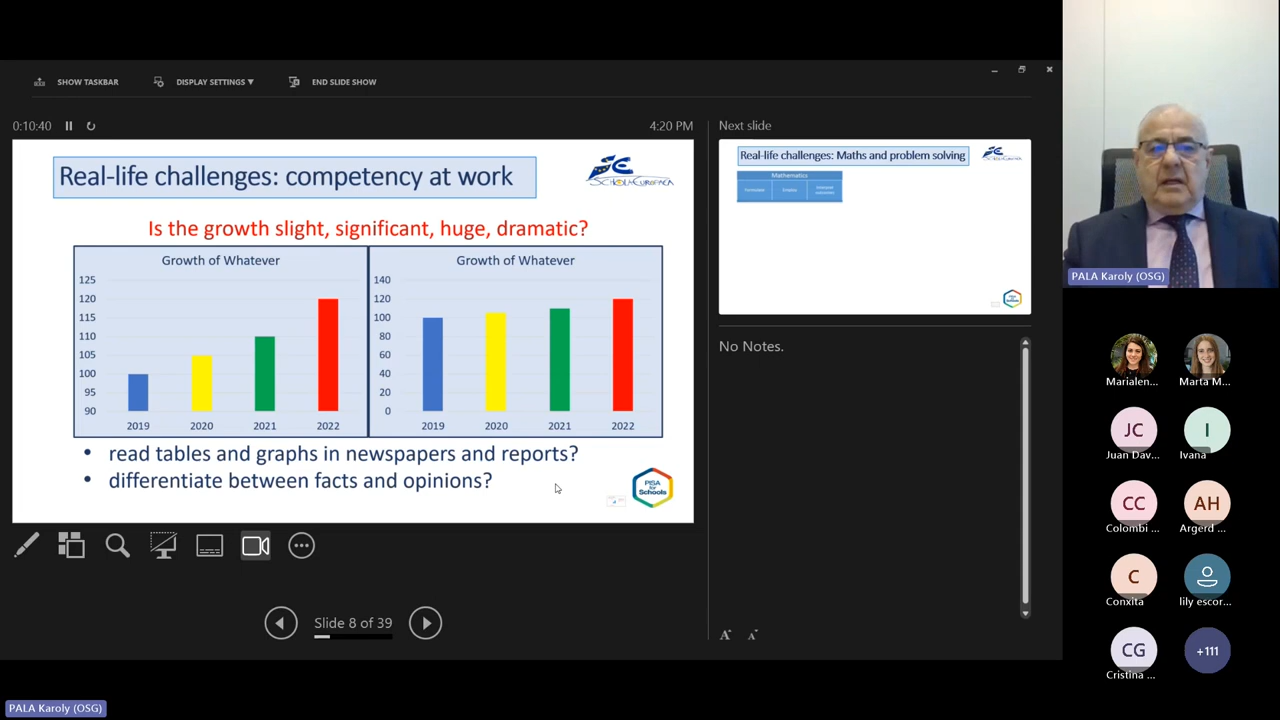 SHOW TASKBAR
DISPLAY SETTINGS ▼
END SLIDE SHOW
0:10:40
4:20 PM
Next slide
Real-life challenges: competency at work
SCHOLA EUROPAEA
Is the growth slight, significant, huge, dramatic?
Growth of Whatever
125
120
115
110
105
100
95
90
2019 2020 2021 2022
Growth of Whatever
140
120
100
80
60
40
20
0
2019 2020 2021 2022
• read tables and graphs in newspapers and reports?
• differentiate between facts and opinions?
PISA
for
Schools
Real-life challenges: Maths and problem solving
Mathematics
Formulate
Employ
No Notes.
Slide 8 of 39
A A
PALA Karoly (OSG)
Marialen...
Marta M...
JC
Juan Dav...
I
Ivana
CC
Colombi ...
AH
Argerd ...
C
Conxita
lily escor...
CG
Cristina ...
+111
PALA Karoly (OSG)